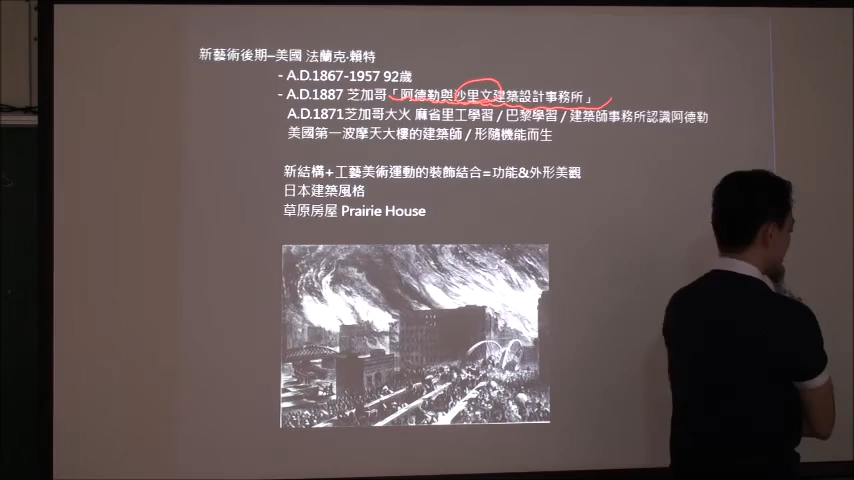 新藝術後期–美國 法蘭克·賴特
- A.D.1867-1957 92歲
- A.D.1887 芝加哥「阿德勒與沙里文建築設計事務所」
A.D.1871芝加哥大火 麻省里工學習 / 巴黎學習 / 建築師事務所認識阿德勒
美國第一波摩天大樓的建築師 / 形隨機能而生
新結構+工藝美術運動的裝飾結合=功能&外形美觀
日本建築風格
草原房屋 Prairie House